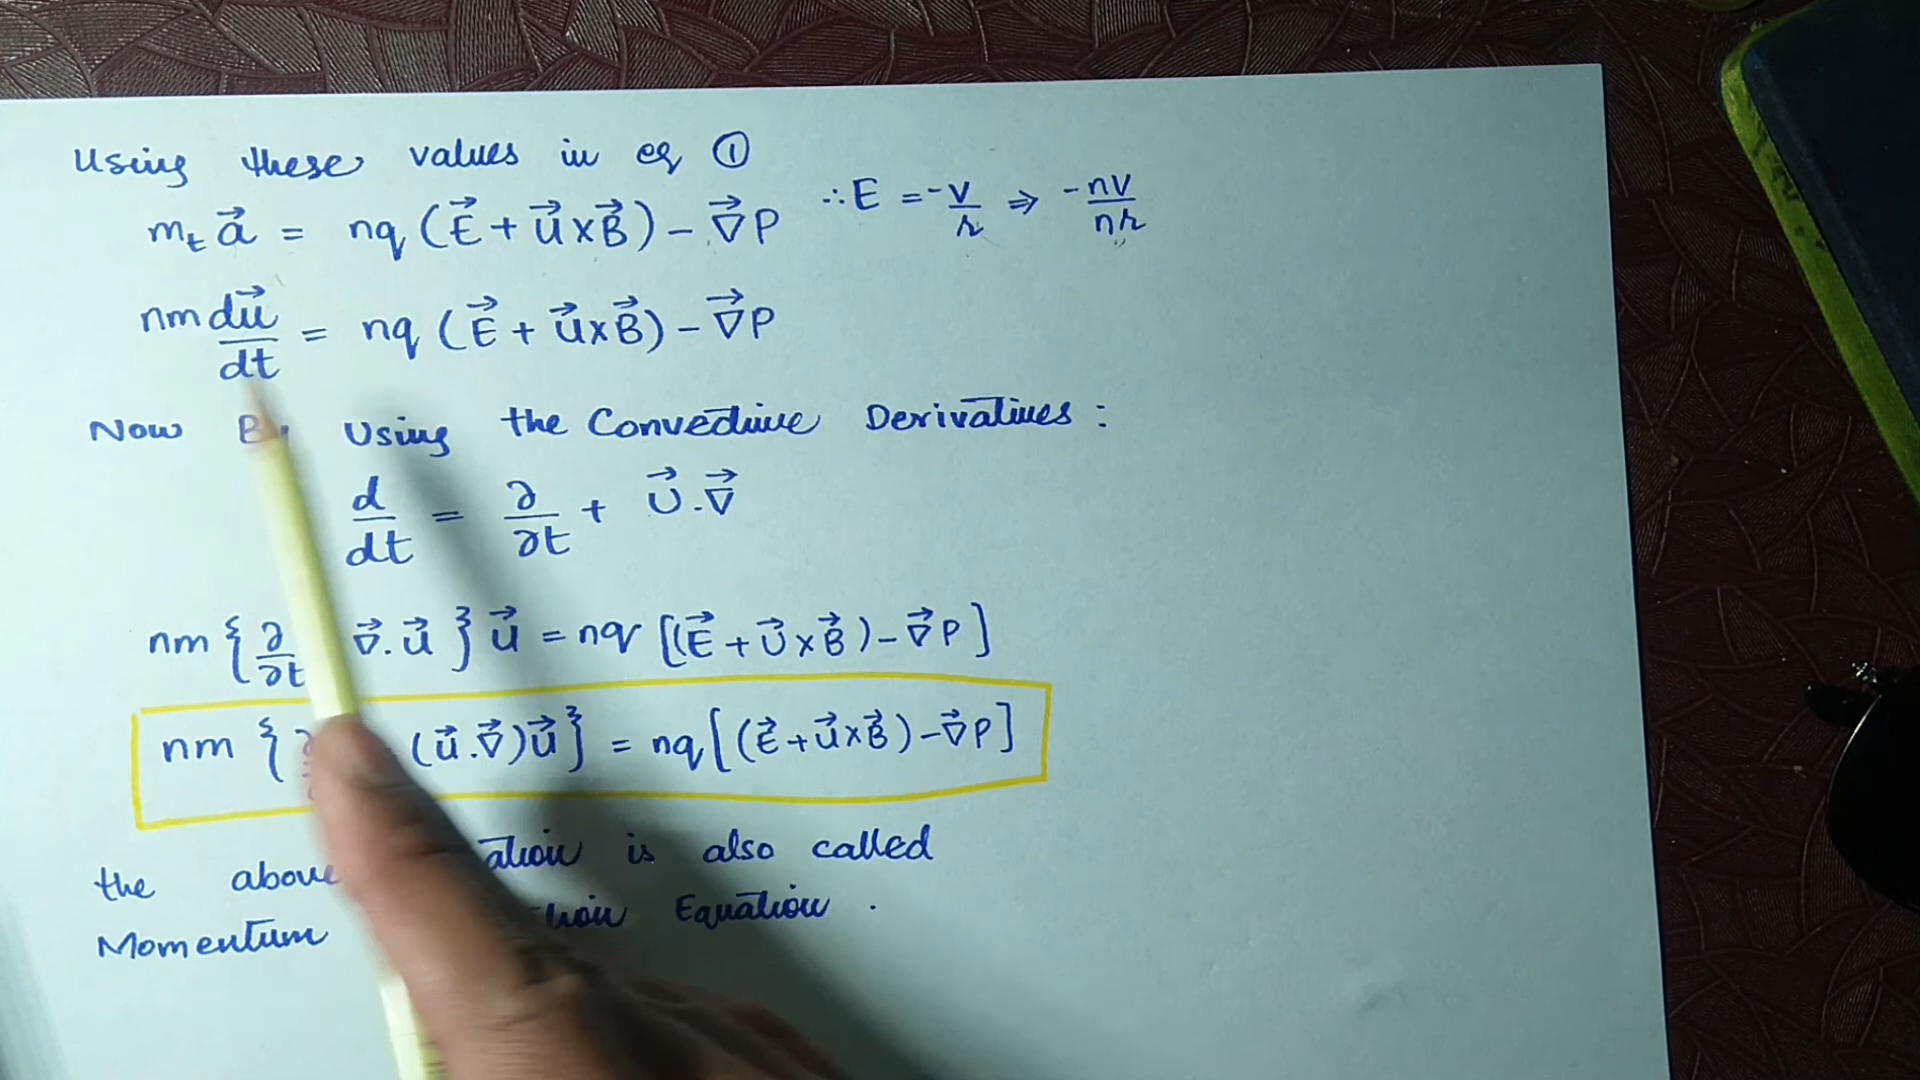 Using these values in eq ①
m_t a⃗ = nq (E⃗ + U⃗ × B⃗) − ∇⃗P ∴ E = -V/r ⇒ -nV/nr
nm du⃗/dt = nq (E⃗ + U⃗ × B⃗) − ∇⃗P
Now Using the Convective Derivatives :
d/dt = ∂/∂t + U⃗ . ∇⃗
nm { ∂/∂t ∇⃗ . u⃗ } u⃗ = nq [(E⃗ + U⃗ × B⃗) − ∇⃗P]
nm { (u⃗ . ∇⃗) u⃗ } = nq [(E⃗ + u⃗ × B⃗) − ∇⃗P]
the above is also called
Momentum Equation .